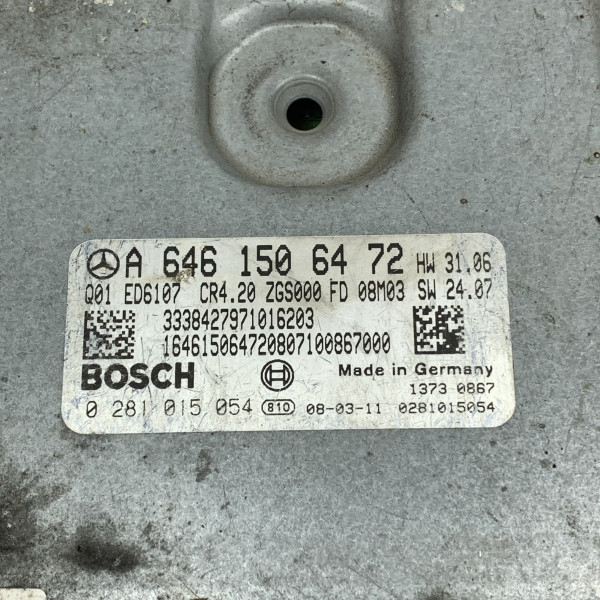 A 646 150 64 72 HW 31.06
Q01 ED6107 CR4.20 ZGS000 FD 08M03 SW 24.07
3338427971016203
164615064720807100867000
BOSCH Made in Germany
1373 0867
0 281 015 054 810 08-03-11 0281015054